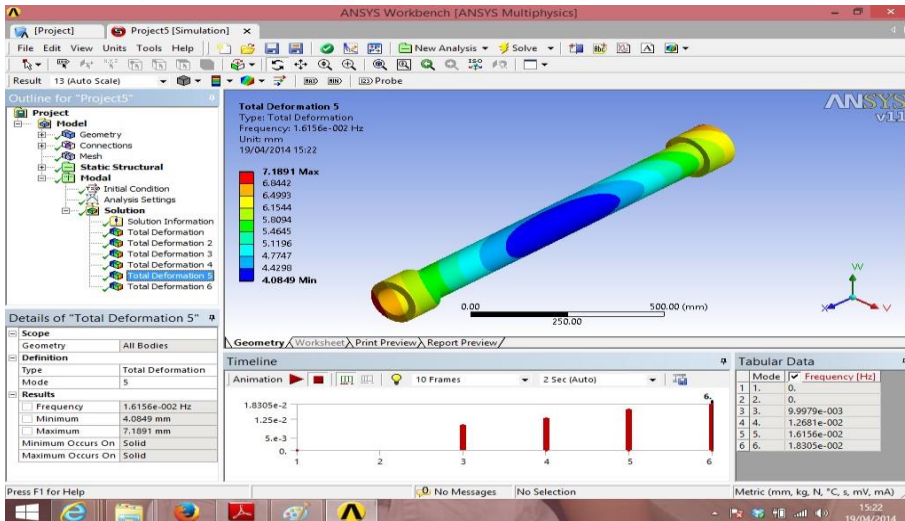 ANSYS Workbench [ANSYS Multiphysics]
[Project]
Project5 [Simulation]
File Edit View Units Tools Help
New Analysis
Solve
Result 13 (Auto Scale)
Probe
Outline for "Project5"
Project
Model
Geometry
Connections
Mesh
Static Structural
Modal
Initial Condition
Analysis Settings
Solution
Solution Information
Total Deformation
Total Deformation 2
Total Deformation 3
Total Deformation 4
Total Deformation 5
Total Deformation 6
Total Deformation 5
Type: Total Deformation
Frequency: 1.6156e-002 Hz
Unit: mm
19/04/2014 15:22
7.1891 Max
6.8442
6.4993
6.1544
5.8094
5.4645
5.1196
4.7747
4.4298
4.0849 Min
ANSYS
v11
0.00
500.00 (mm)
250.00
Geometry Worksheet Print Preview Report Preview
Details of "Total Deformation 5"
Scope
Geometry All Bodies
Definition
Type Total Deformation
Mode 5
Results
Frequency 1.6156e-002 Hz
Minimum 4.0849 mm
Maximum 7.1891 mm
Minimum Occurs On Solid
Maximum Occurs On Solid
Timeline
Animation
10 Frames
2 Sec (Auto)
1.8305e-2
1.25e-2
5.e-3
0.
6.
1 2 3 4 5 6
Tabular Data
Mode Frequency [Hz]
1 1. 0.
2 2. 0.
3 3. 9.9979e-003
4 4. 1.2681e-002
5 5. 1.6156e-002
6 6. 1.8305e-002
Press F1 for Help
No Messages
No Selection
Metric (mm, kg, N, °C, s, mV, mA)
15:22
19/04/2014